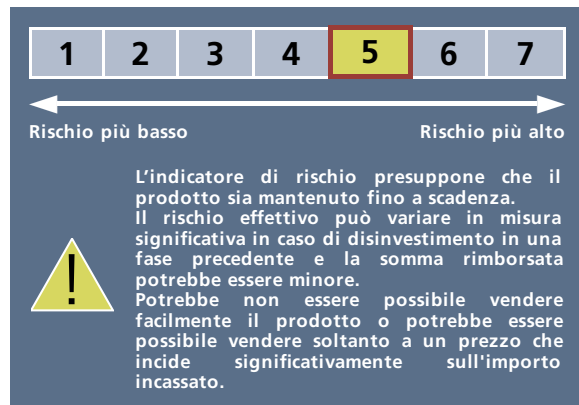 1 2 3 4 5 6 7
Rischio più basso Rischio più alto
L'indicatore di rischio presuppone che il
prodotto sia mantenuto fino a scadenza.
Il rischio effettivo può variare in misura
significativa in caso di disinvestimento in una
fase precedente e la somma rimborsata
potrebbe essere minore.
Potrebbe non essere possibile vendere
facilmente il prodotto o potrebbe essere
possibile vendere soltanto a un prezzo che
incide significativamente sull'importo
incassato.
!